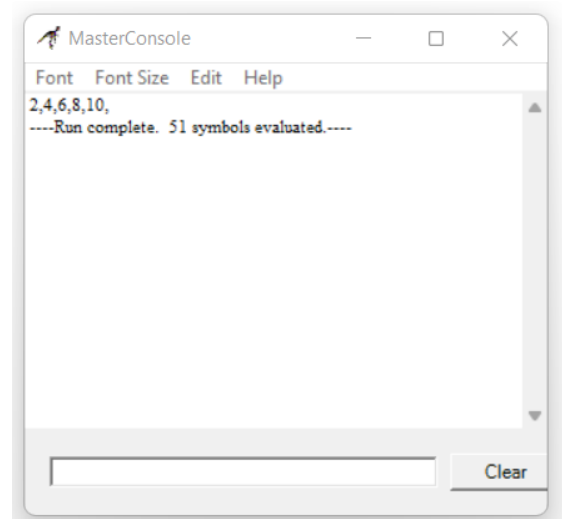 MasterConsole
Font Font Size Edit Help
2,4,6,8,10,
----Run complete. 51 symbols evaluated.----
Clear